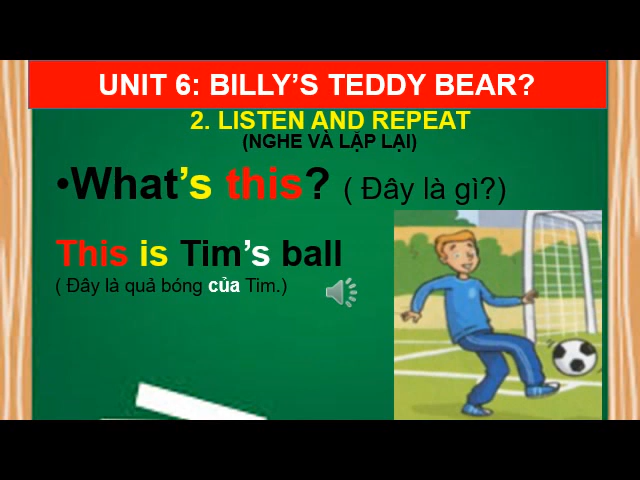 UNIT 6: BILLY’S TEDDY BEAR?
2. LISTEN AND REPEAT
(NGHE VÀ LẶP LẠI)
•What’s this? ( Đây là gì?)
This is Tim’s ball
( Đây là quả bóng của Tim.)